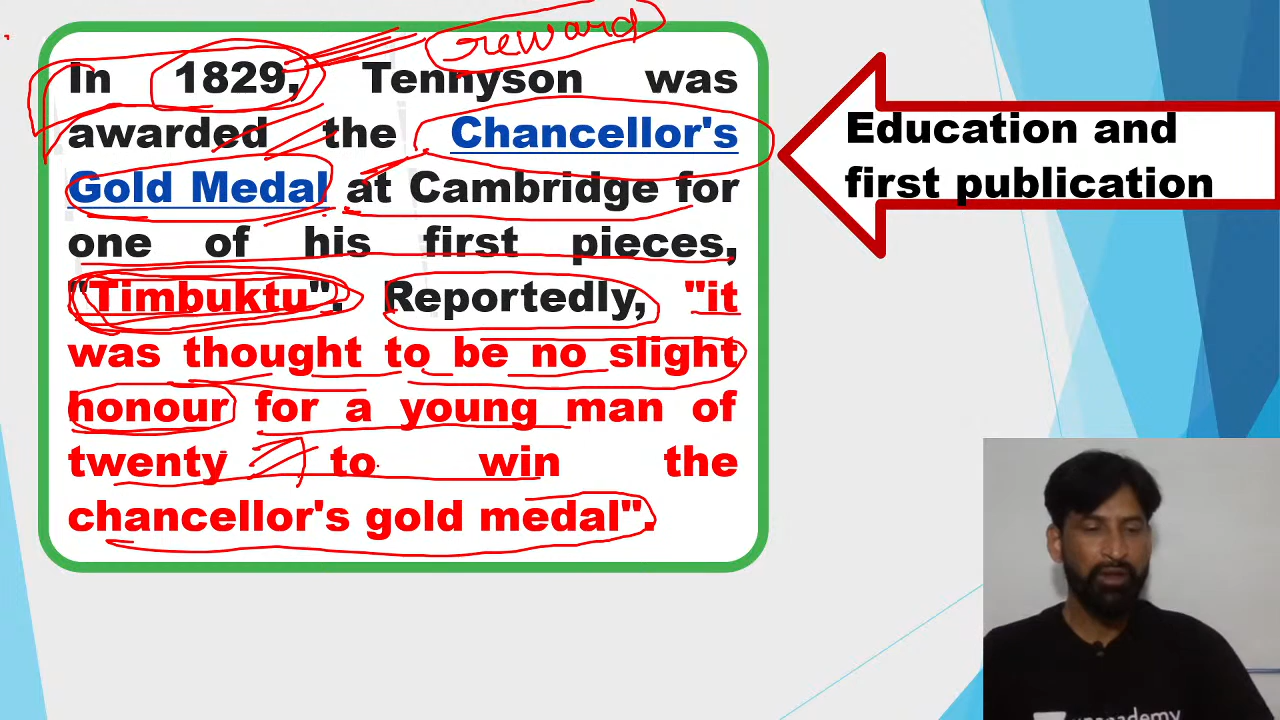 reward
In 1829, Tennyson was
awarded the Chancellor's
Gold Medal at Cambridge for
one of his first pieces,
"Timbuktu". Reportedly, "it
was thought to be no slight
honour for a young man of
twenty to win the
chancellor's gold medal".
Education and
first publication